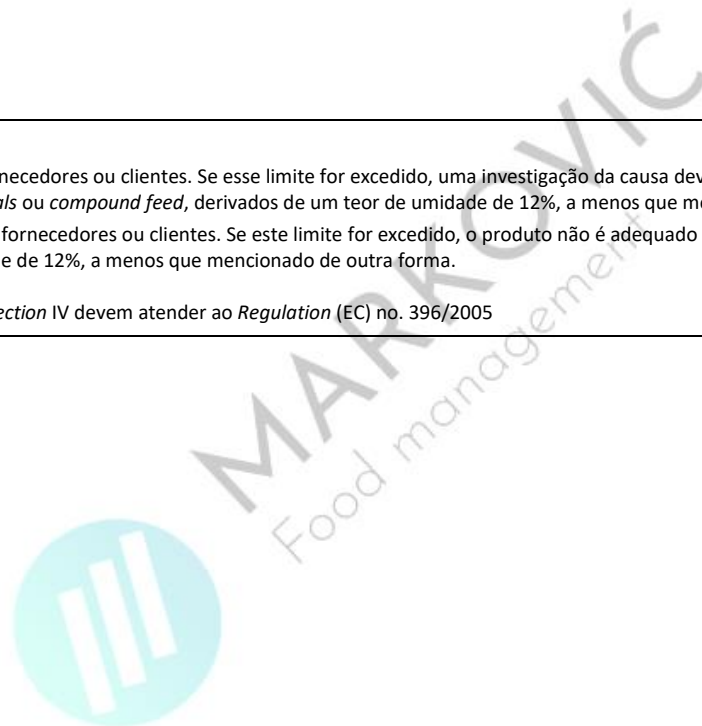 necedores ou clientes. Se esse limite for excedido, uma investigação da causa dev
als ou compound feed, derivados de um teor de umidade de 12%, a menos que me
fornecedores ou clientes. Se este limite for excedido, o produto não é adequado
e de 12%, a menos que mencionado de outra forma.
ection IV devem atender ao Regulation (EC) no. 396/2005
MARKOVIĆ
Food management